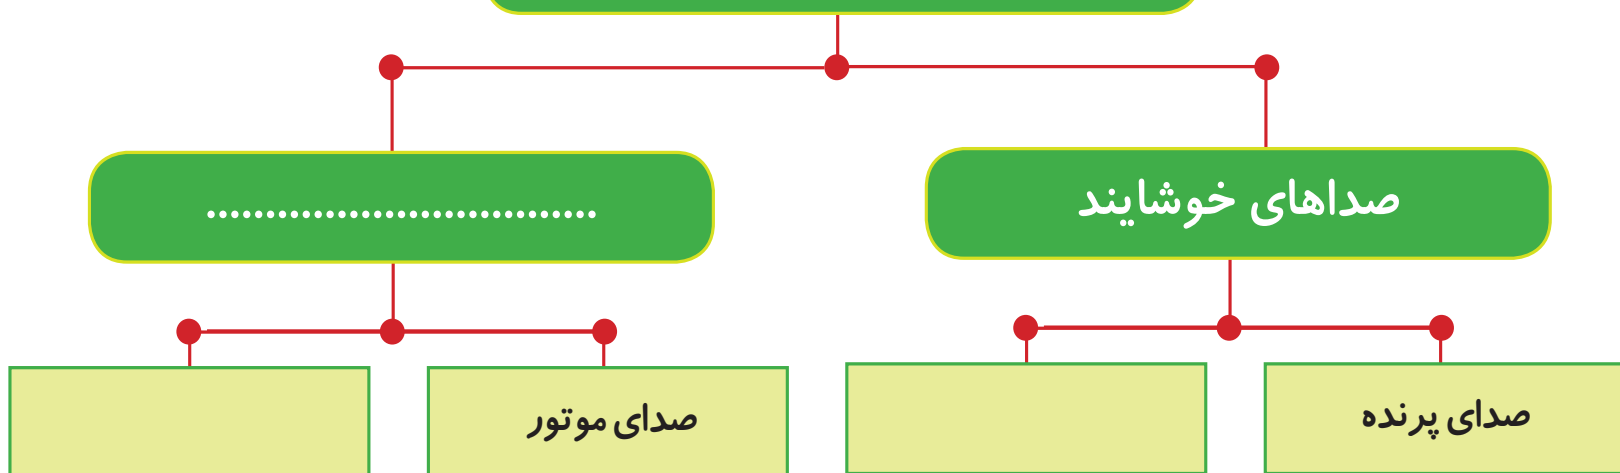 صداهای خوشایند
.................................
صدای پرنده
صدای موتور